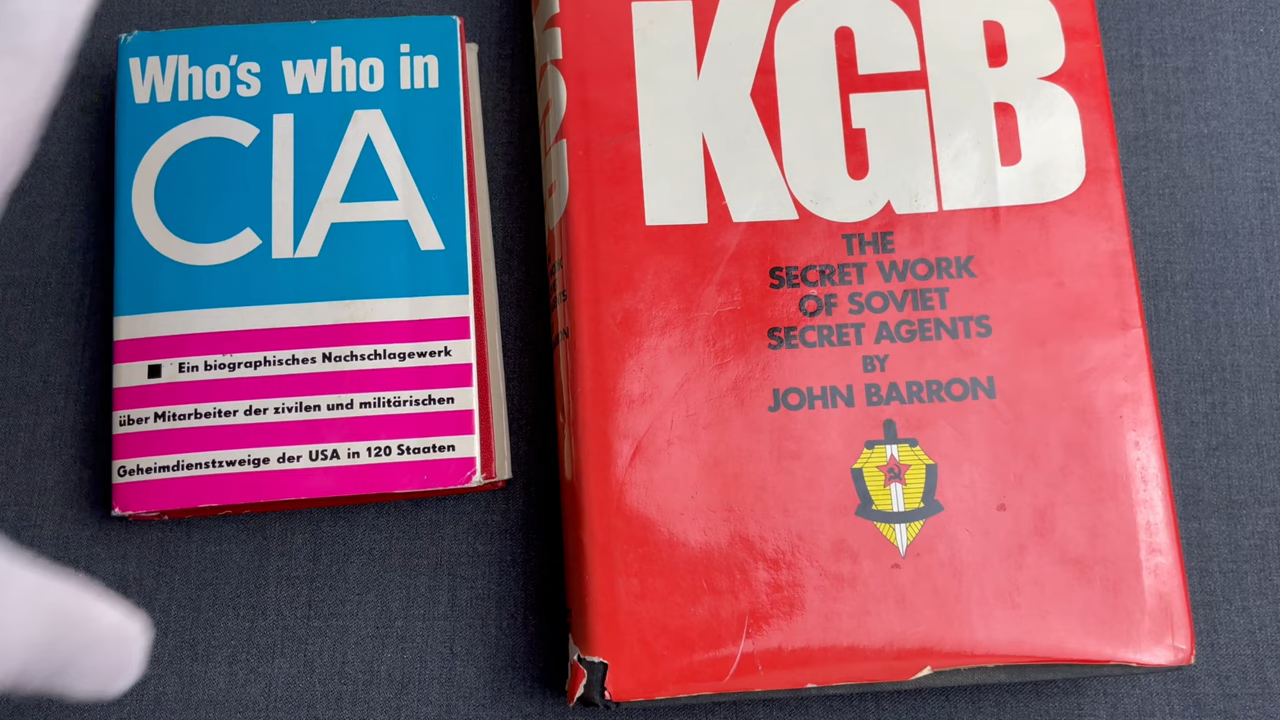 Who's who in
CIA
Ein biographisches Nachschlagewerk
über Mitarbeiter der zivilen und militärischen
Geheimdienstzweige der USA in 120 Staaten
KGB
THE
SECRET WORK
OF SOVIET
SECRET AGENTS
BY
JOHN BARRON